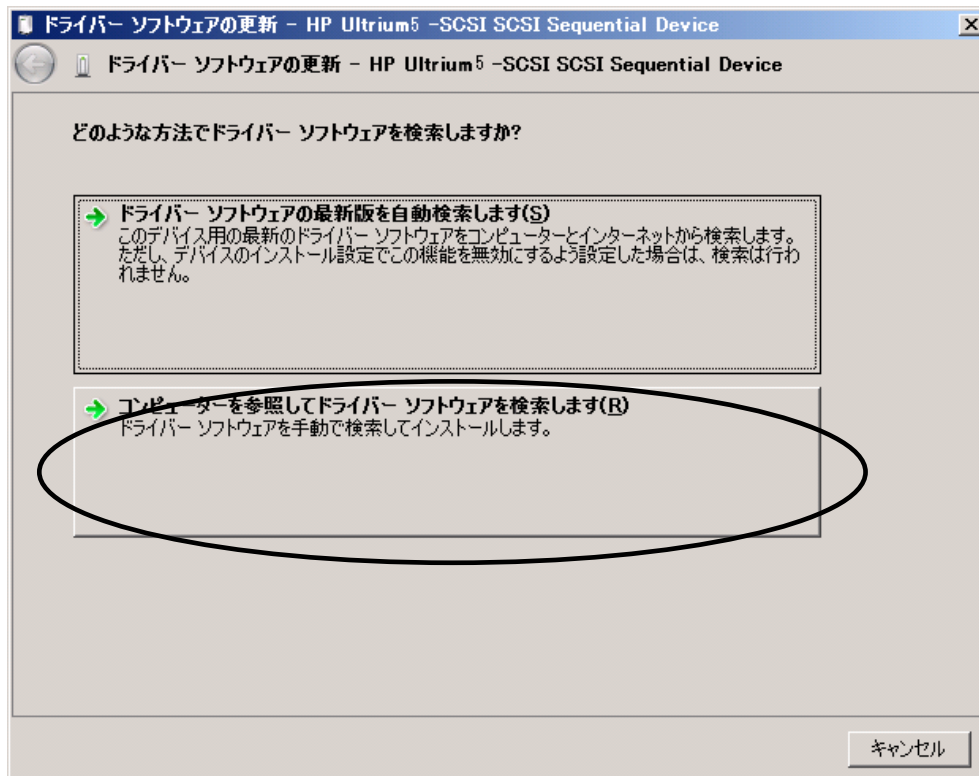 ドライバー ソフトウェアの更新 - HP Ultrium5 -SCSI SCSI Sequential Device
ドライバー ソフトウェアの更新 - HP Ultrium5 -SCSI SCSI Sequential Device
どのような方法でドライバー ソフトウェアを検索しますか?
ドライバー ソフトウェアの最新版を自動検索します(S)
このデバイス用の最新のドライバー ソフトウェアをコンピューターとインターネットから検索します。
ただし、デバイスのインストール設定でこの機能を無効にするよう設定した場合は、検索は行わ
れません。
コンピューターを参照してドライバー ソフトウェアを検索します(R)
ドライバー ソフトウェアを手動で検索してインストールします。
キャンセル